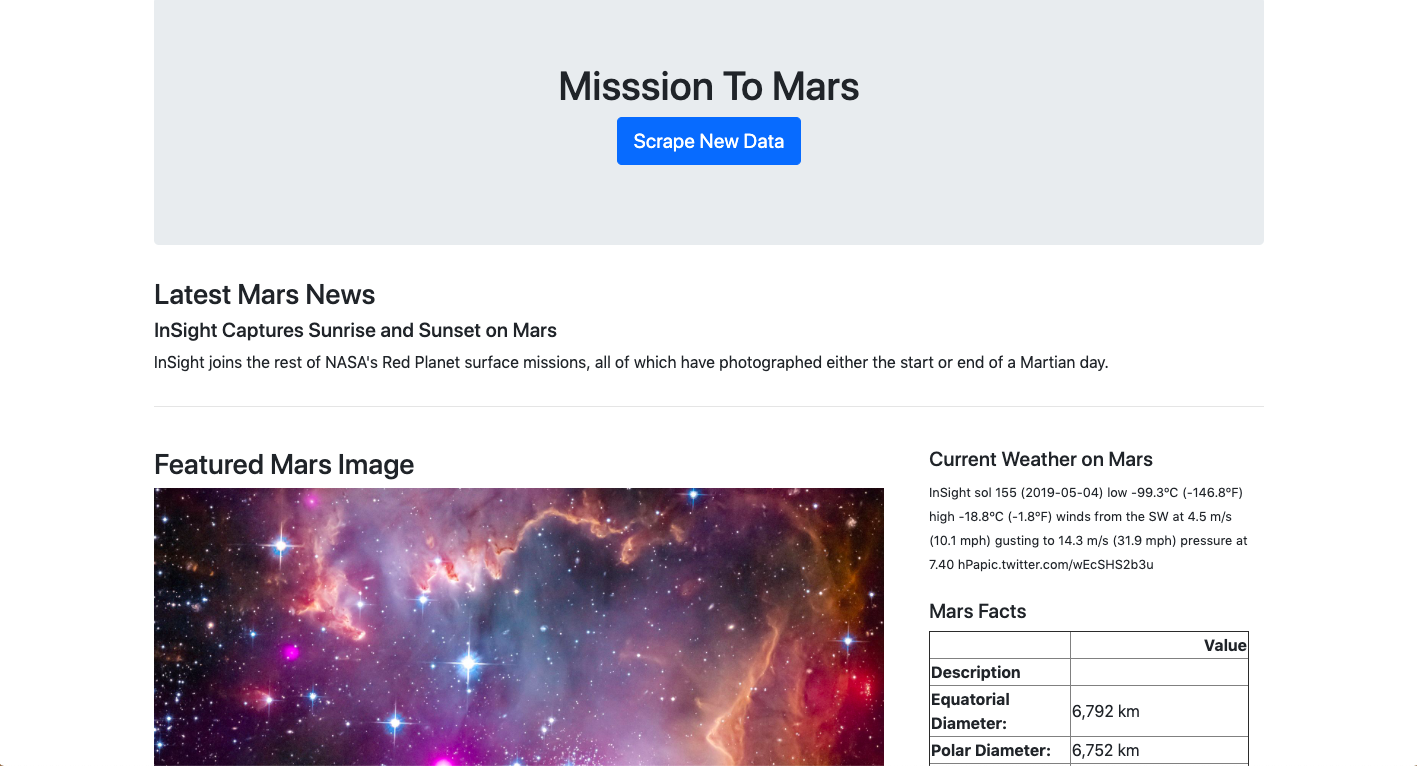 Misssion To Mars
Scrape New Data
Latest Mars News
InSight Captures Sunrise and Sunset on Mars
InSight joins the rest of NASA's Red Planet surface missions, all of which have photographed either the start or end of a Martian day.
Featured Mars Image
Current Weather on Mars
InSight sol 155 (2019-05-04) low -99.3ºC (-146.8ºF)
high -18.8ºC (-1.8ºF) winds from the SW at 4.5 m/s
(10.1 mph) gusting to 14.3 m/s (31.9 mph) pressure at
7.40 hPapic.twitter.com/wEcSHS2b3u
Mars Facts
Value
Description
Equatorial
Diameter:
6,792 km
Polar Diameter: 6,752 km